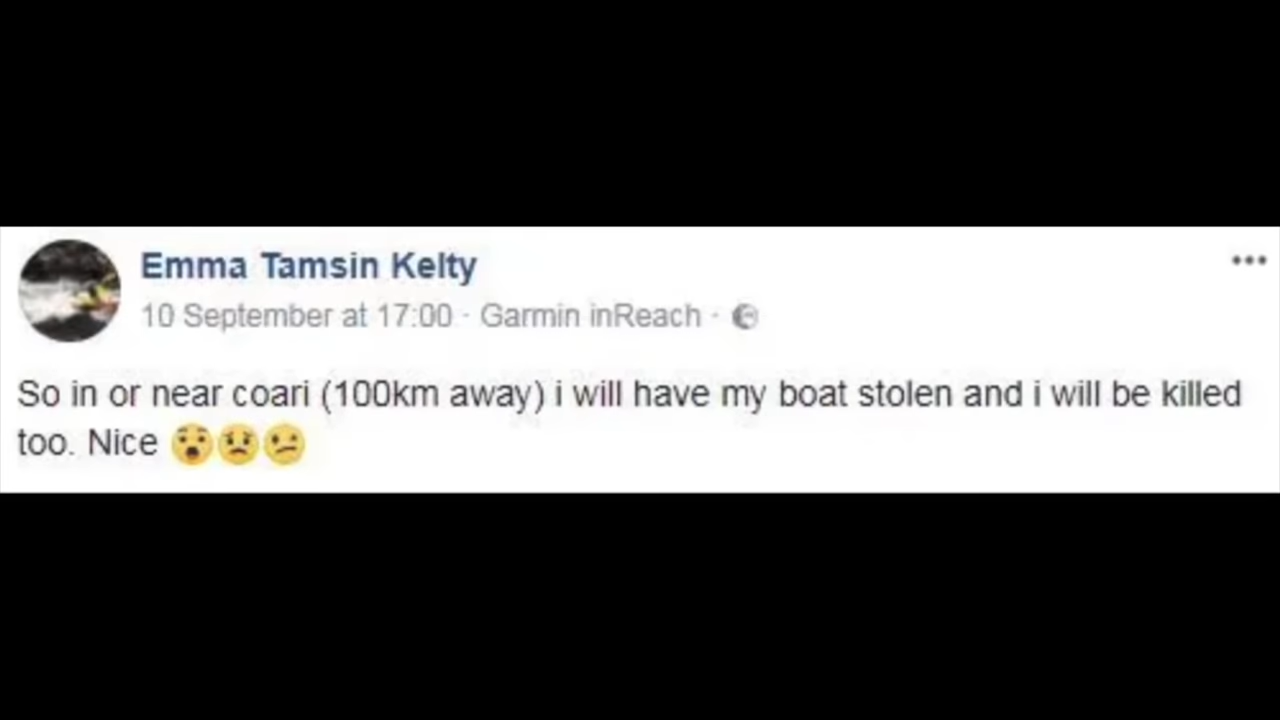 Emma Tamsin Kelty
10 September at 17:00 · Garmin inReach ·
So in or near coari (100km away) i will have my boat stolen and i will be killed
too. Nice 😲😟😕